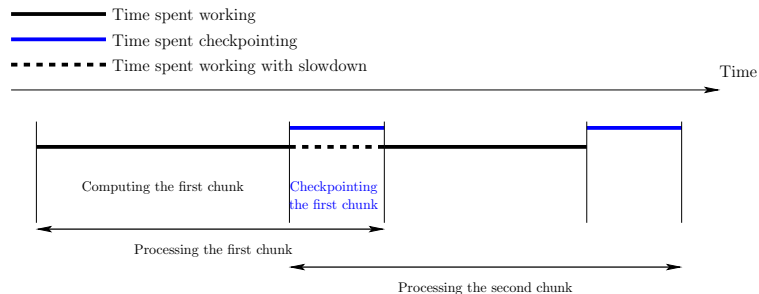 Time spent working
Time spent checkpointing
Time spent working with slowdown
Time
Computing the first chunk
Checkpointing
the first chunk
Processing the first chunk
Processing the second chunk